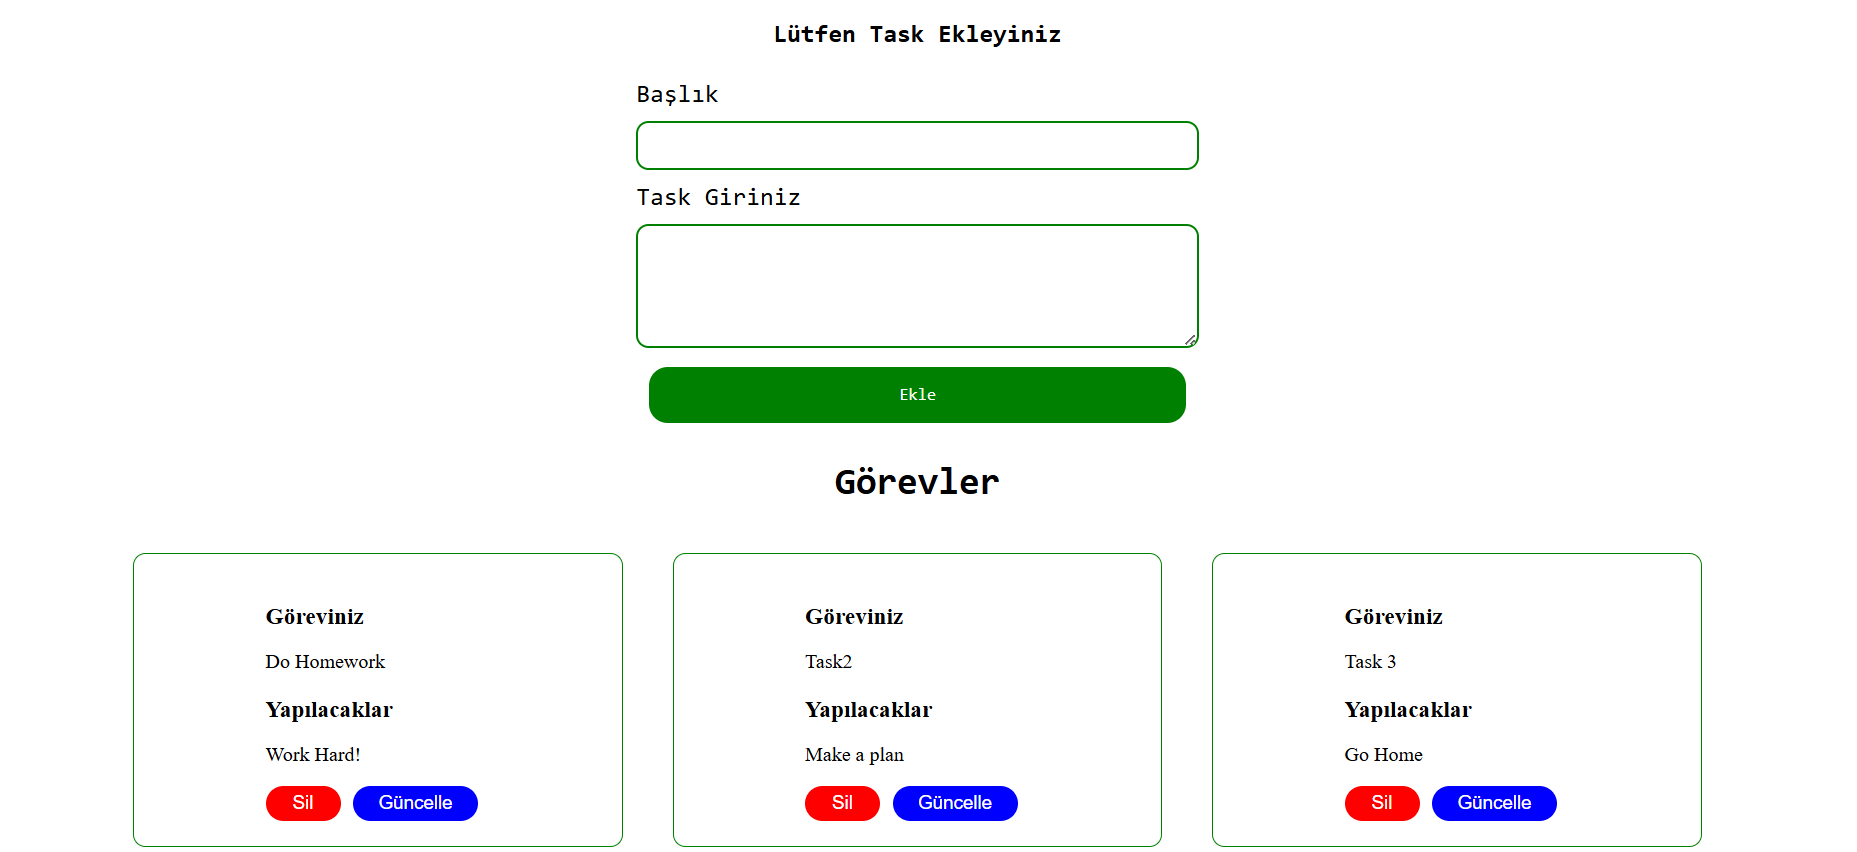 Lütfen Task Ekleyiniz
Başlık
Task Giriniz
Ekle
Görevler
Göreviniz
Do Homework
Yapılacaklar
Work Hard!
Sil Güncelle
Göreviniz
Task2
Yapılacaklar
Make a plan
Sil Güncelle
Göreviniz
Task 3
Yapılacaklar
Go Home
Sil Güncelle